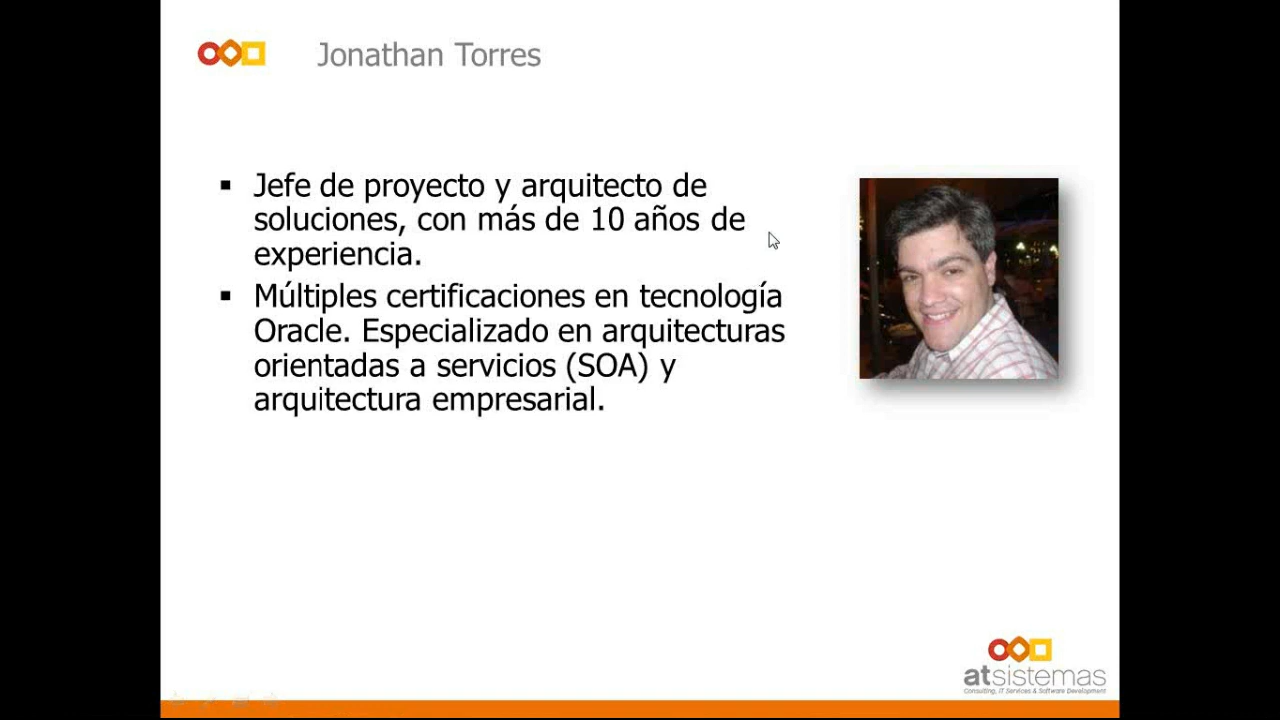 Jonathan Torres
Jefe de proyecto y arquitecto de
soluciones, con más de 10 años de
experiencia.
Múltiples certificaciones en tecnología
Oracle. Especializado en arquitecturas
orientadas a servicios (SOA) y
arquitectura empresarial.
atsistemas
Consulting, IT Services & Software Development